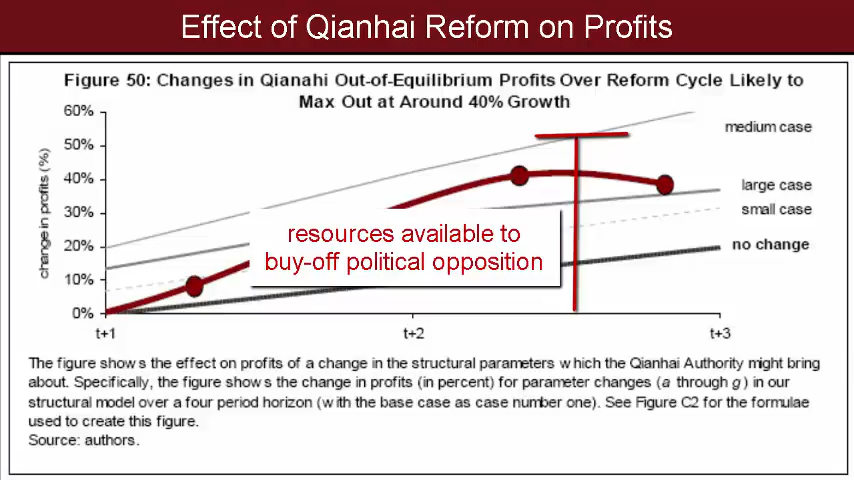 Effect of Qianhai Reform on Profits
Figure 50: Changes in Qianahi Out-of-Equilibrium Profits Over Reform Cycle Likely to
Max Out at Around 40% Growth
change in profits (%)
60%
50%
40%
30%
20%
10%
0%
medium case
large case
small case
no change
resources available to
buy-off political opposition
t+1
t+2
t+3
The figure shows the effect on profits of a change in the structural parameters which the Qianhai Authority might bring
about. Specifically, the figure shows the change in profits (in percent) for parameter changes (a through g) in our
structural model over a four period horizon (with the base case as case number one). See Figure C2 for the formulae
used to create this figure.
Source: authors.